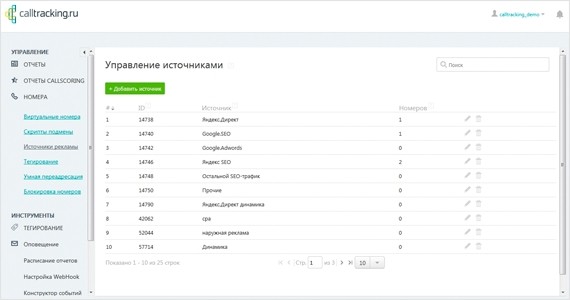 calltracking.ru
calltracking_demo
УПРАВЛЕНИЕ
ОТЧЕТЫ
ОТЧЕТЫ CALLSCORING
НОМЕРА
Виртуальные номера
Скрипты подмены
Источники рекламы
Тегирование
Умная переадресация
Блокировка номеров
ИНСТРУМЕНТЫ
ТЕГИРОВАНИЕ
Оповещение
Расписание отчетов
Настройка WebHook
Конструктор событий
Управление источниками
Поиск
+ Добавить источник
# ID Источник Номеров
1 14738 Яндекс.Директ 1
2 14740 Google.SEO 1
3 14742 Google.Adwords 0
4 14746 Яндекс SEO 2
5 14748 Остальной SEO-трафик 0
6 14750 Прочие 0
7 14790 Яндекс.Директ динамика 0
8 42062 cpa 0
9 52044 наружная реклама 0
10 57714 Динамика 0
Показано 1 - 10 из 25 строк
Стр. 1 из 3
10